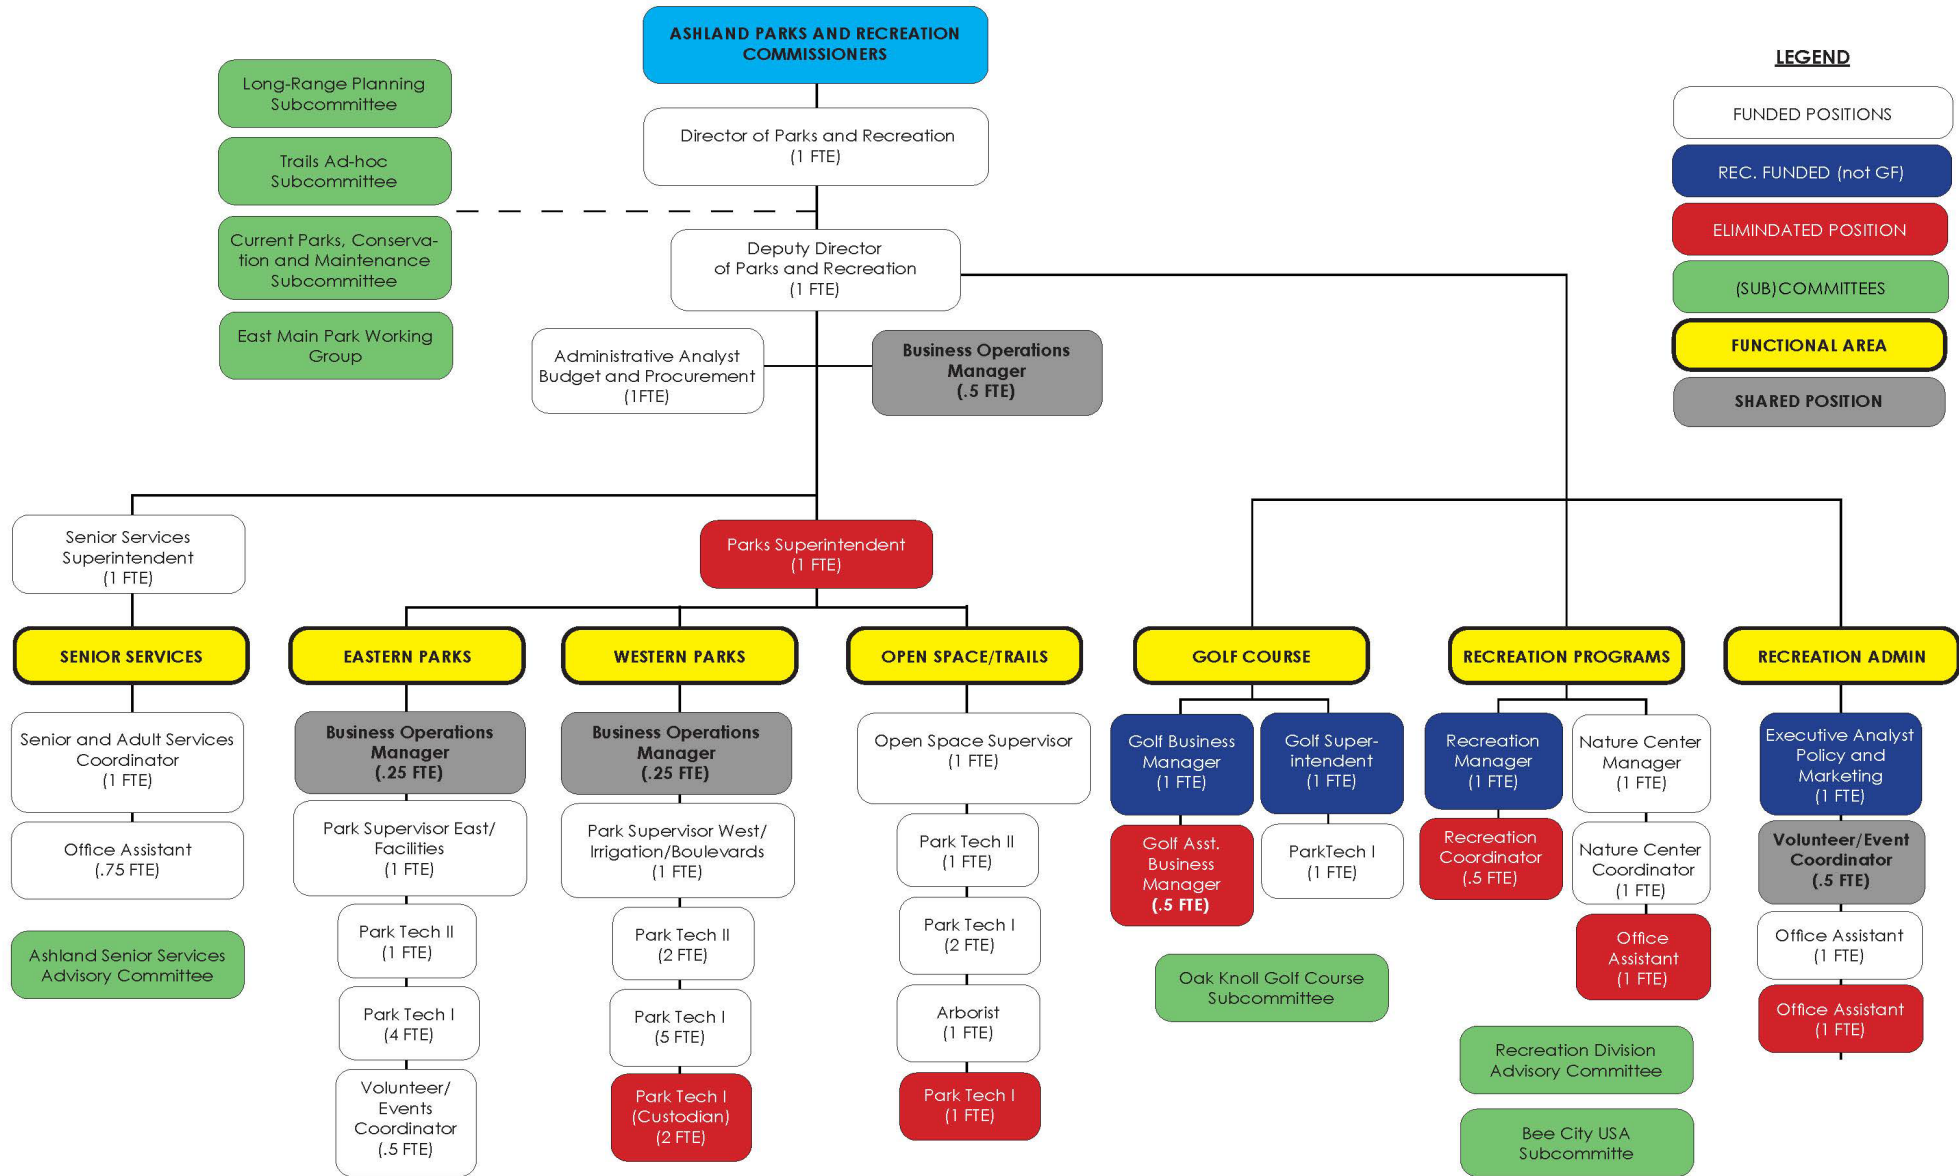 ASHLAND PARKS AND RECREATION
COMMISSIONERS
Director of Parks and Recreation
(1 FTE)
Long-Range Planning
Subcommittee
Trails Ad-hoc
Subcommittee
Current Parks, Conserva-
tion and Maintenance
Subcommittee
East Main Park Working
Group
Deputy Director
of Parks and Recreation
(1 FTE)
Administrative Analyst
Budget and Procurement
(1FTE)
Business Operations
Manager
(.5 FTE)
LEGEND
FUNDED POSITIONS
REC. FUNDED (not GF)
ELIMINDATED POSITION
(SUB)COMMITTEES
FUNCTIONAL AREA
SHARED POSITION
Senior Services
Superintendent
(1 FTE)
Parks Superintendent
(1 FTE)
SENIOR SERVICES
Senior and Adult Services
Coordinator
(1 FTE)
Office Assistant
(.75 FTE)
Ashland Senior Services
Advisory Committee
EASTERN PARKS
Business Operations
Manager
(.25 FTE)
Park Supervisor East/
Facilities
(1 FTE)
Park Tech II
(1 FTE)
Park Tech I
(4 FTE)
Volunteer/
Events
Coordinator
(.5 FTE)
WESTERN PARKS
Business Operations
Manager
(.25 FTE)
Park Supervisor West/
Irrigation/Boulevards
(1 FTE)
Park Tech II
(2 FTE)
Park Tech I
(5 FTE)
Park Tech I
(Custodian)
(2 FTE)
OPEN SPACE/TRAILS
Open Space Supervisor
(1 FTE)
Park Tech II
(1 FTE)
Park Tech I
(2 FTE)
Arborist
(1 FTE)
Park Tech I
(1 FTE)
GOLF COURSE
Golf Business
Manager
(1 FTE)
Golf Asst.
Business
Manager
(.5 FTE)
Golf Super-
intendent
(1 FTE)
ParkTech I
(1 FTE)
Oak Knoll Golf Course
Subcommittee
RECREATION PROGRAMS
Recreation
Manager
(1 FTE)
Recreation
Coordinator
(.5 FTE)
Nature Center
Manager
(1 FTE)
Nature Center
Coordinator
(1 FTE)
Office
Assistant
(1 FTE)
Recreation Division
Advisory Committee
Bee City USA
Subcommitte
RECREATION ADMIN
Executive Analyst
Policy and
Marketing
(1 FTE)
Volunteer/Event
Coordinator
(.5 FTE)
Office Assistant
(1 FTE)
Office Assistant
(1 FTE)